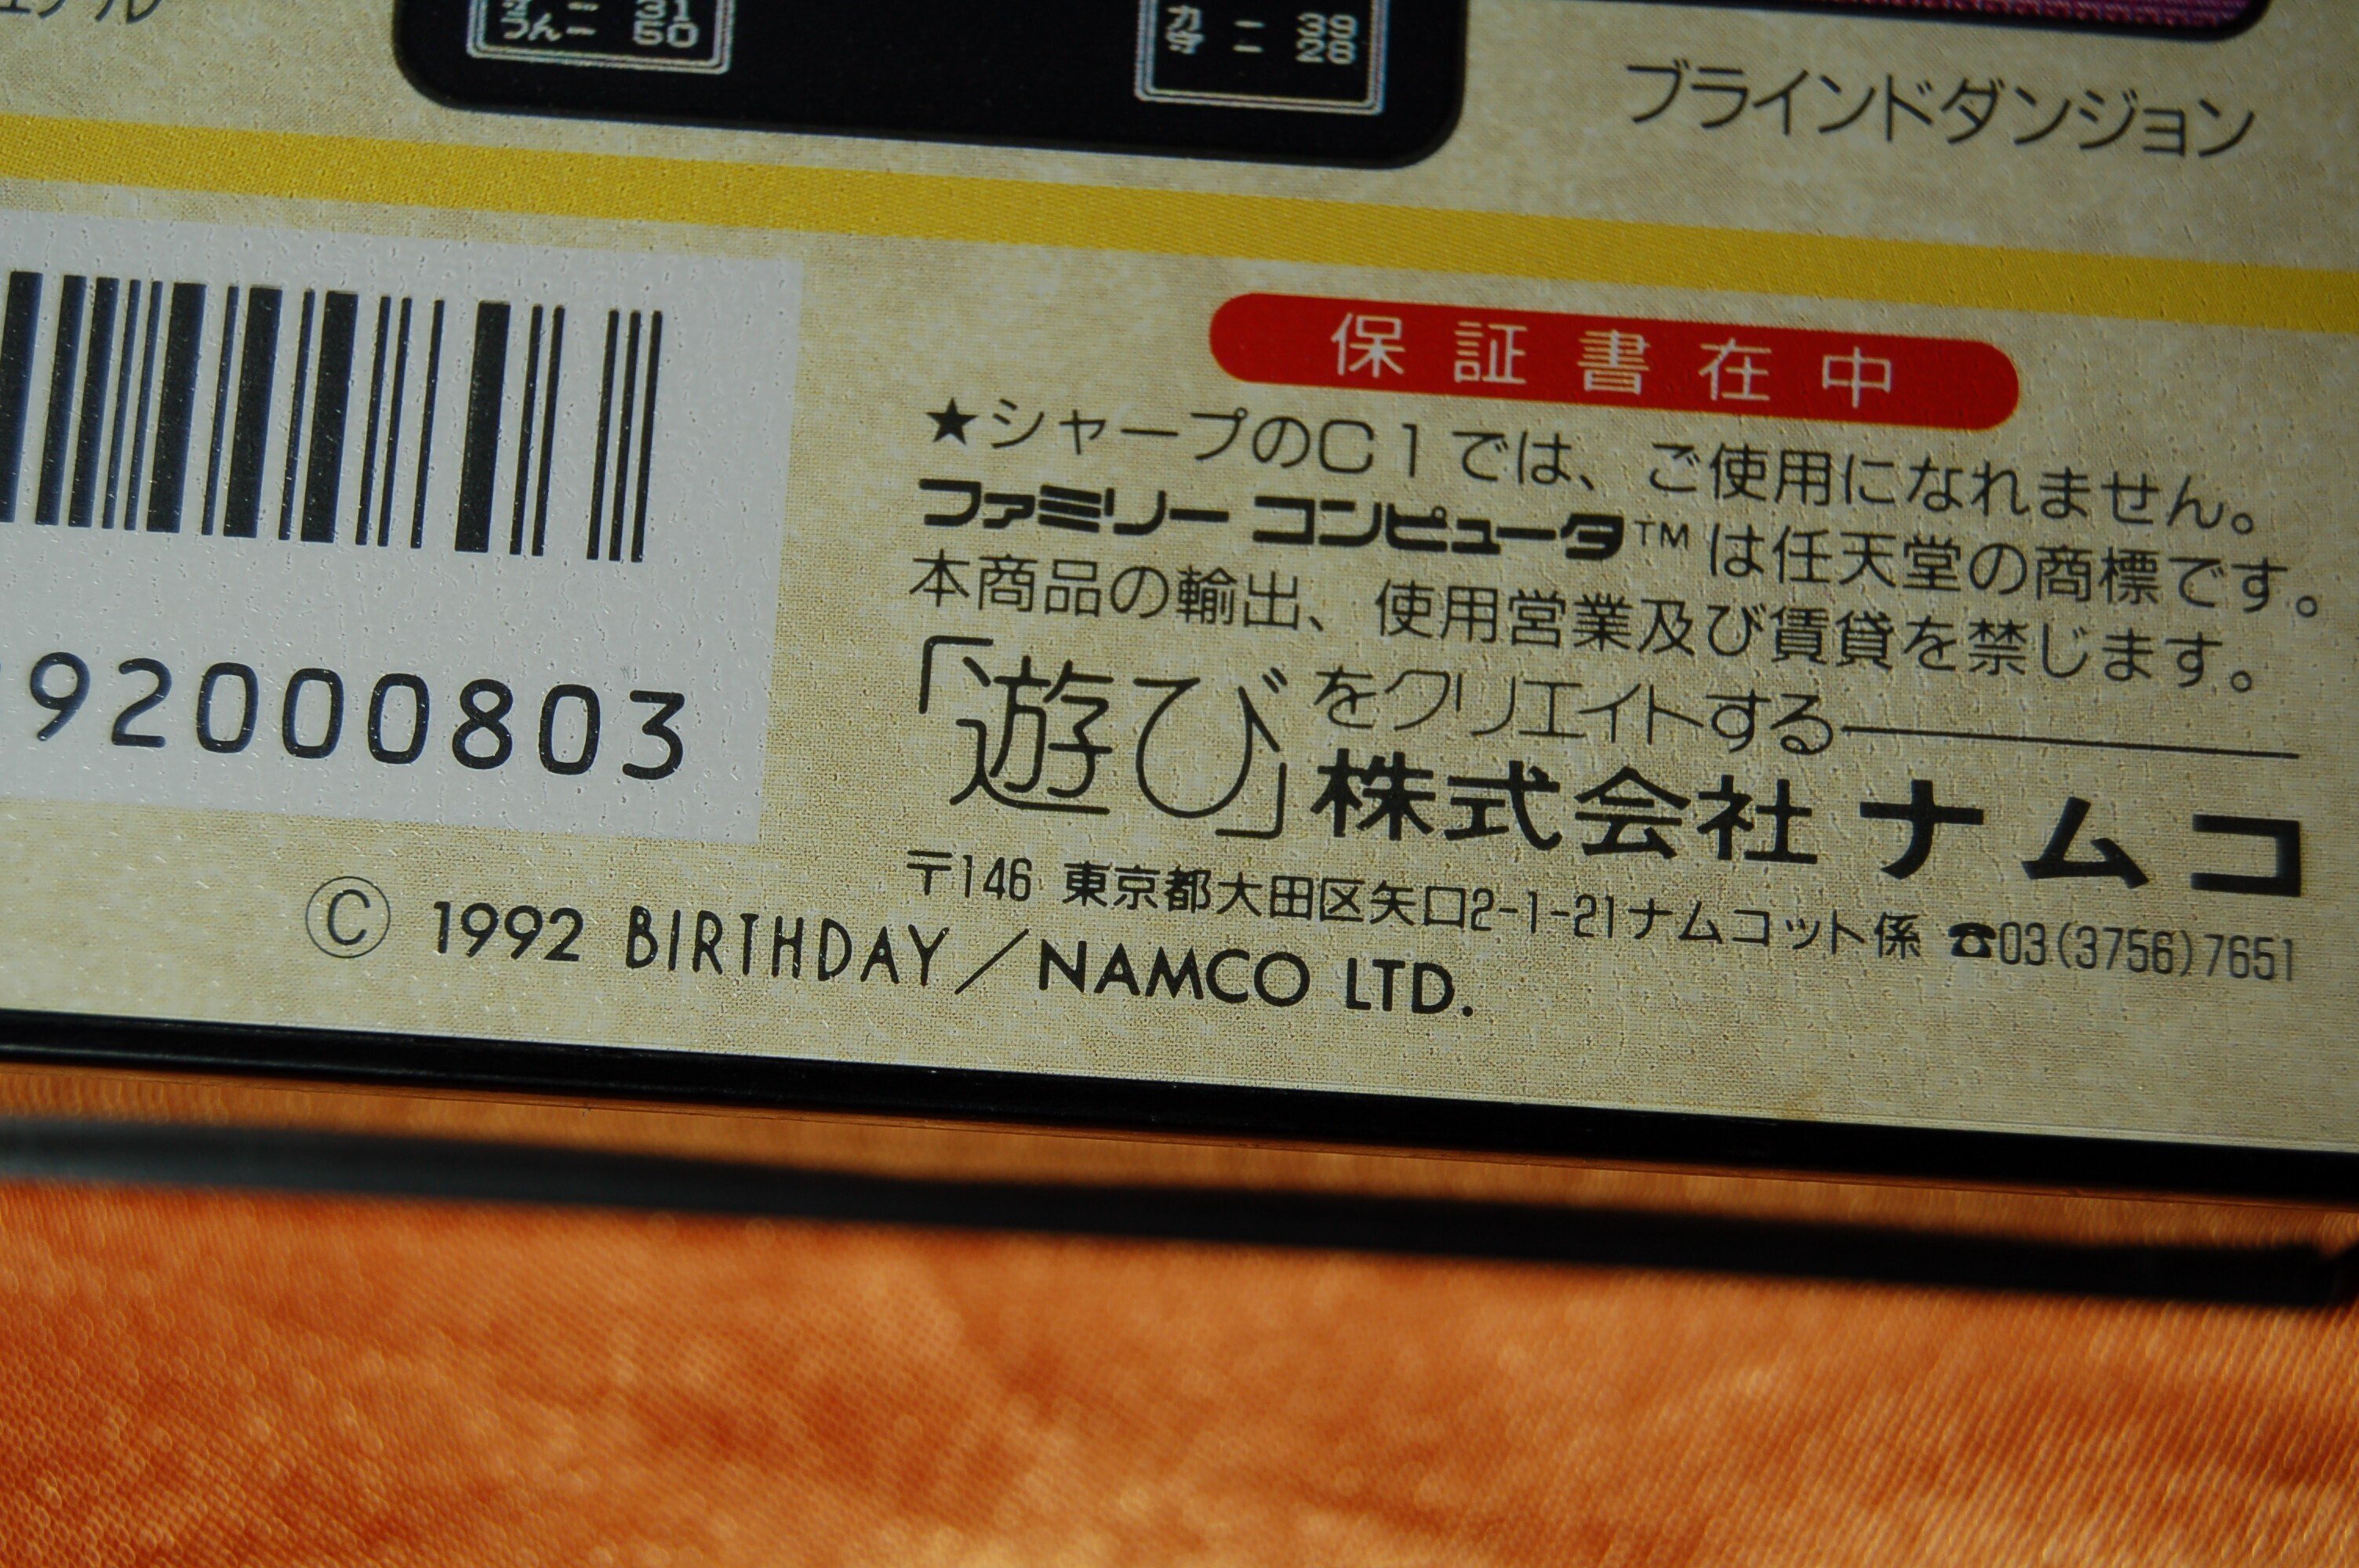 うん－ 50
カ － 39
－ 28
ブラインドダンジョン
保証書在中
★シャープのC1では、ご使用になれません。
ファミリー コンピュータ™は任天堂の商標です。
本商品の輸出、使用営業及び賃貸を禁じます。
「遊び」をクリエイトする
株式会社ナムコ
〒146 東京都大田区矢口2-1-21ナムコット係 ☎03(3756)7651
92000803
Ⓒ 1992 BIRTHDAY／NAMCO LTD.